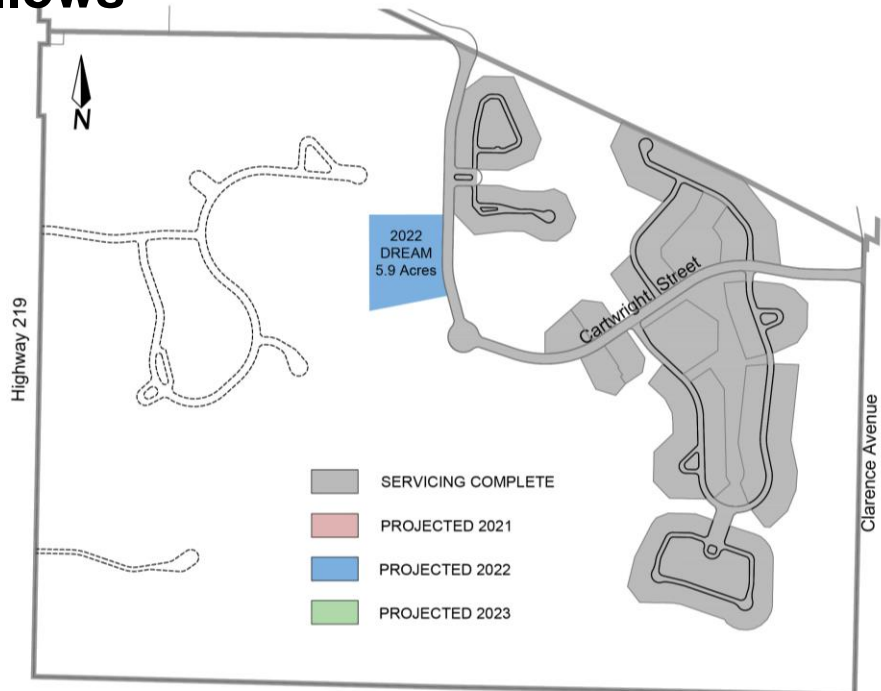 N
2022
DREAM
5.9 Acres
Cartwright Street
Highway 219
Clarence Avenue
SERVICING COMPLETE
PROJECTED 2021
PROJECTED 2022
PROJECTED 2023